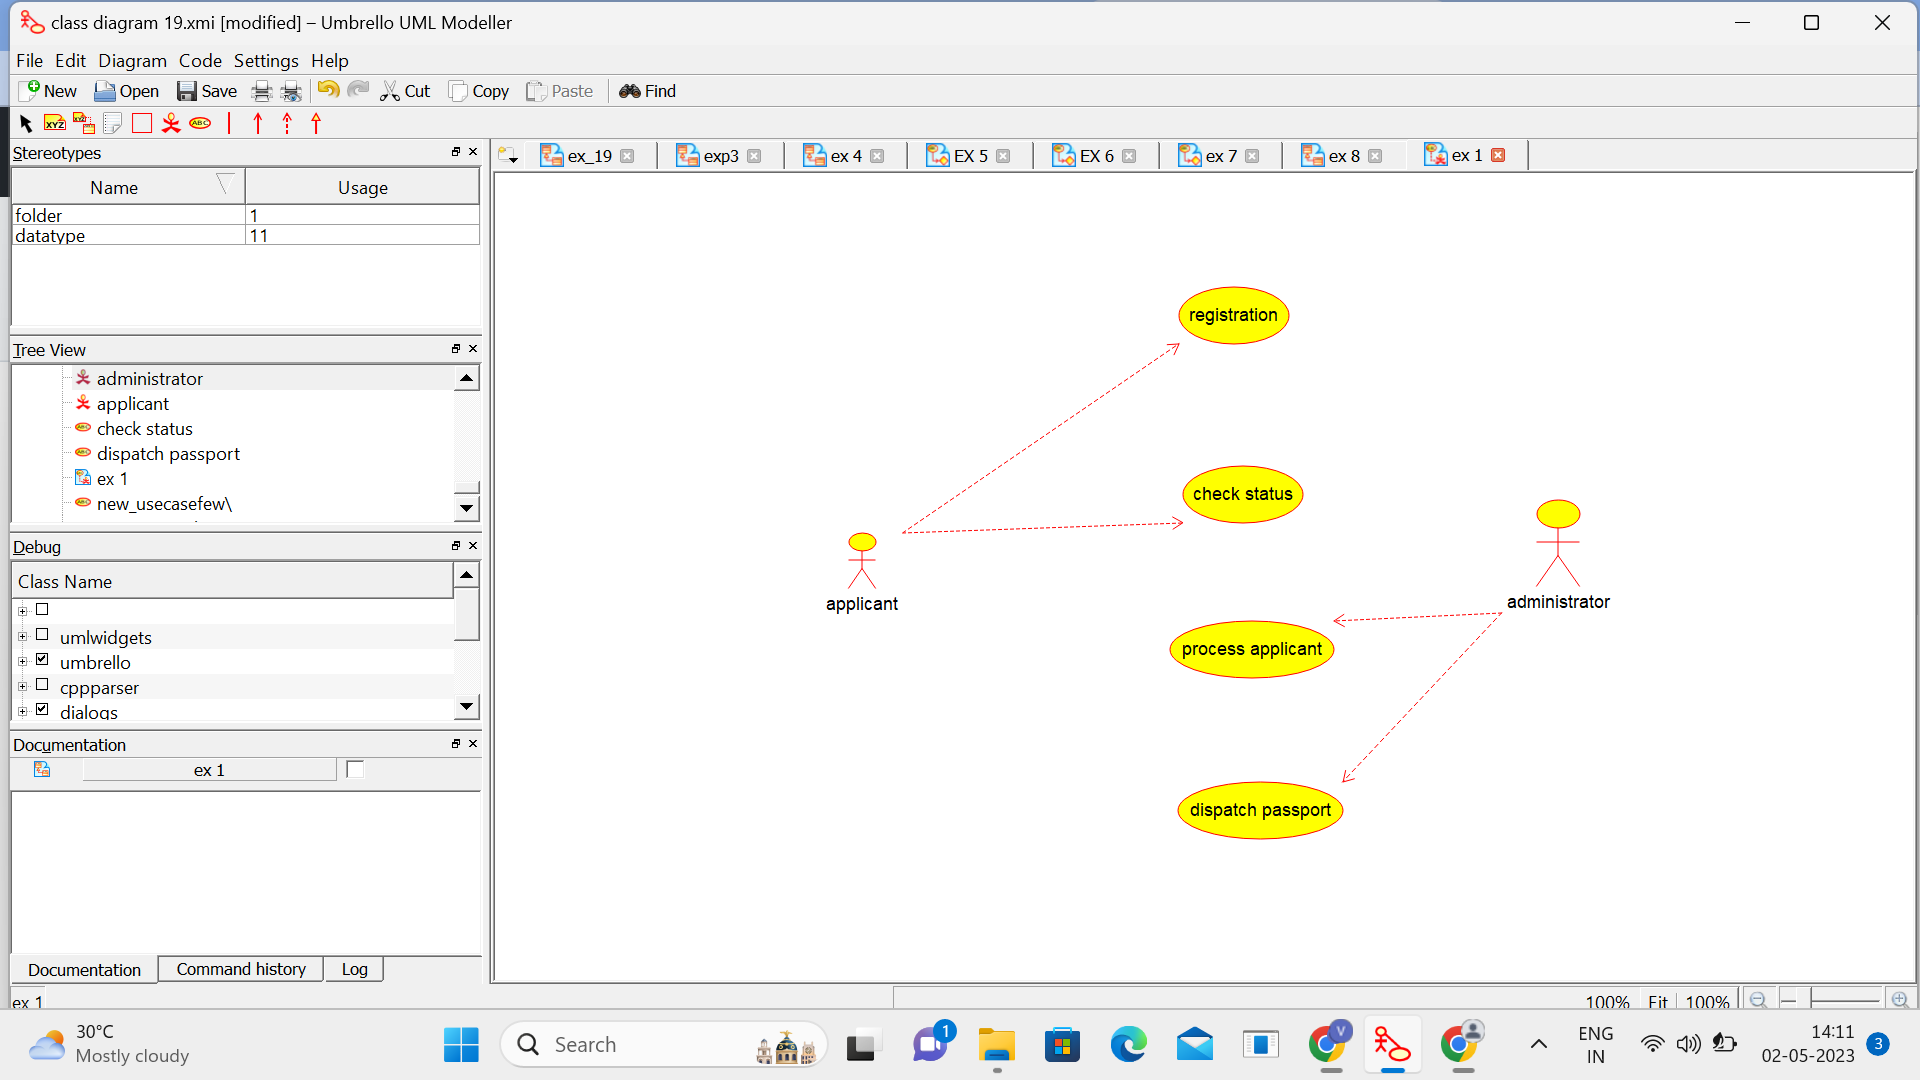 class diagram 19.xmi [modified] – Umbrello UML Modeller
File Edit Diagram Code Settings Help
New Open Save Cut Copy Paste Find
XYZ XYZ ABC
Stereotypes
ex_19 exp3 ex 4 EX 5 EX 6 ex 7 ex 8 ex 1
Name Usage
folder 1
datatype 11
Tree View
administrator
applicant
check status
dispatch passport
ex 1
new_usecasefew\
Debug
Class Name
umlwidgets
umbrello
cppparser
dialogs
Documentation
ex 1
Documentation Command history Log
registration
check status
applicant
administrator
process applicant
dispatch passport
ex 1
100% Fit 100%
30°C
Mostly cloudy
Search
1
V
ENG
IN
14:11
02-05-2023
3